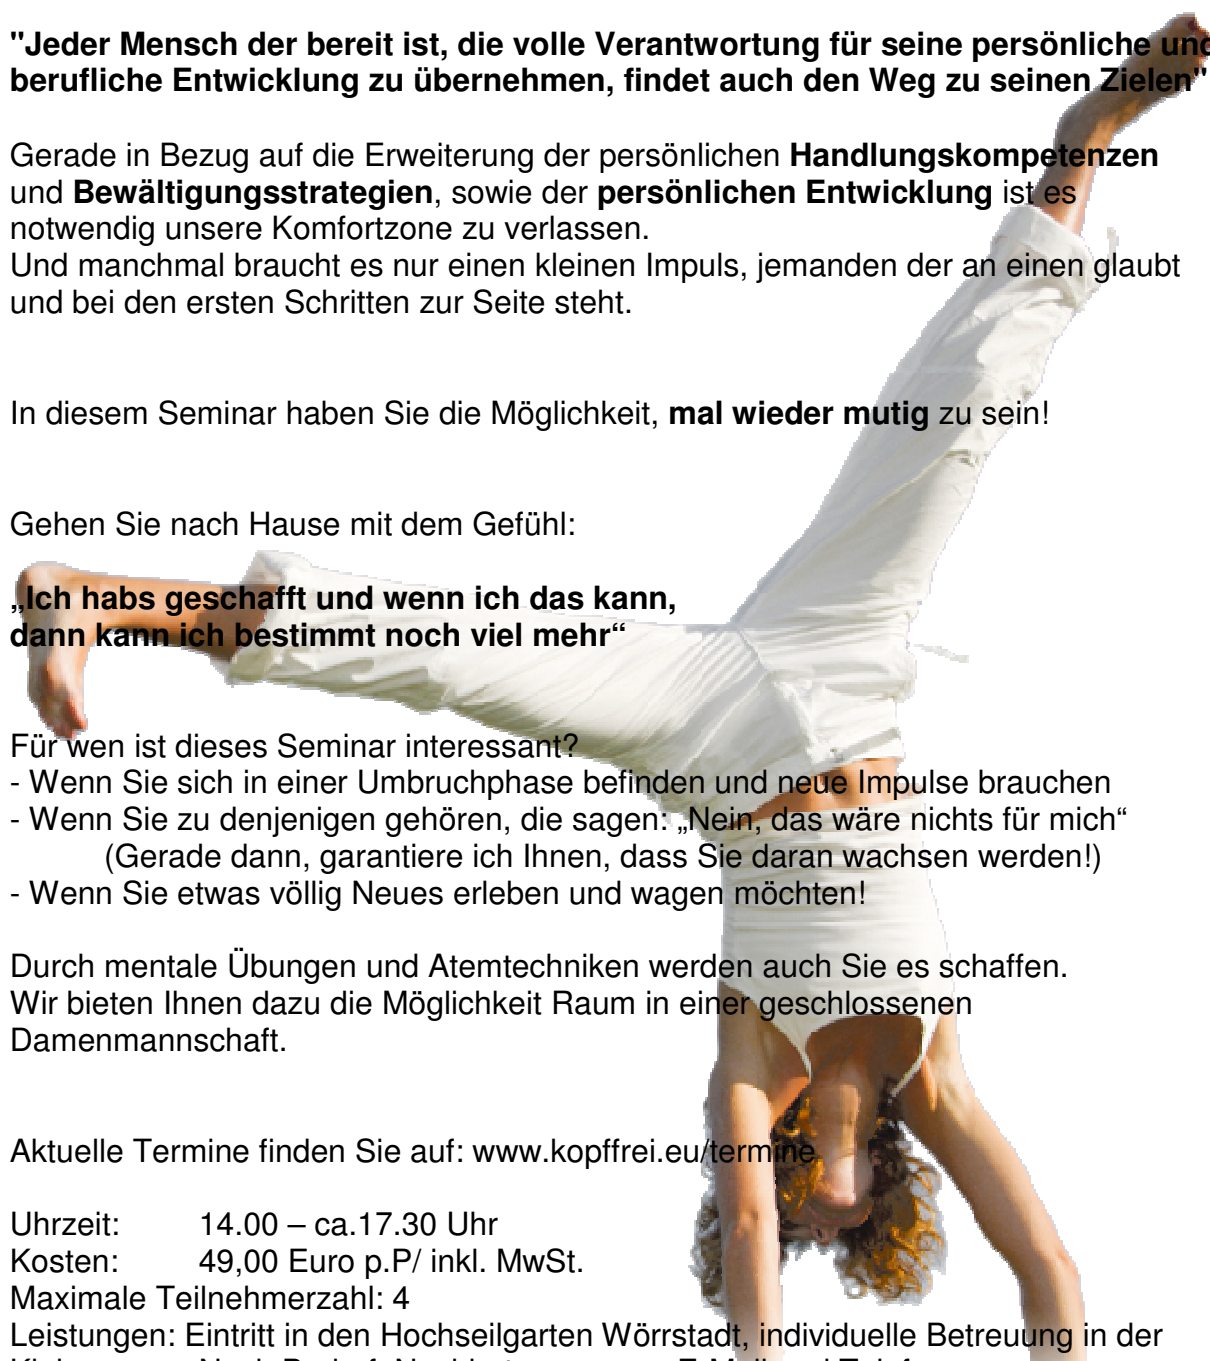 "Jeder Mensch der bereit ist, die volle Verantwortung für seine persönliche und
berufliche Entwicklung zu übernehmen, findet auch den Weg zu seinen Zielen"
Gerade in Bezug auf die Erweiterung der persönlichen Handlungskompetenzen
und Bewältigungsstrategien, sowie der persönlichen Entwicklung ist es
notwendig unsere Komfortzone zu verlassen.
Und manchmal braucht es nur einen kleinen Impuls, jemanden der an einen glaubt
und bei den ersten Schritten zur Seite steht.
In diesem Seminar haben Sie die Möglichkeit, mal wieder mutig zu sein!
Gehen Sie nach Hause mit dem Gefühl:
„Ich habs geschafft und wenn ich das kann,
dann kann ich bestimmt noch viel mehr“
Für wen ist dieses Seminar interessant?
- Wenn Sie sich in einer Umbruchphase befinden und neue Impulse brauchen
- Wenn Sie zu denjenigen gehören, die sagen: „Nein, das wäre nichts für mich“
(Gerade dann, garantiere ich Ihnen, dass Sie daran wachsen werden!)
- Wenn Sie etwas völlig Neues erleben und wagen möchten!
Durch mentale Übungen und Atemtechniken werden auch Sie es schaffen.
Wir bieten Ihnen dazu die Möglichkeit Raum in einer geschlossenen
Damenmannschaft.
Aktuelle Termine finden Sie auf: www.kopffrei.eu/termine
Uhrzeit: 14.00 – ca.17.30 Uhr
Kosten: 49,00 Euro p.P/ inkl. MwSt.
Maximale Teilnehmerzahl: 4
Leistungen: Eintritt in den Hochseilgarten Wörrstadt, individuelle Betreuung in der